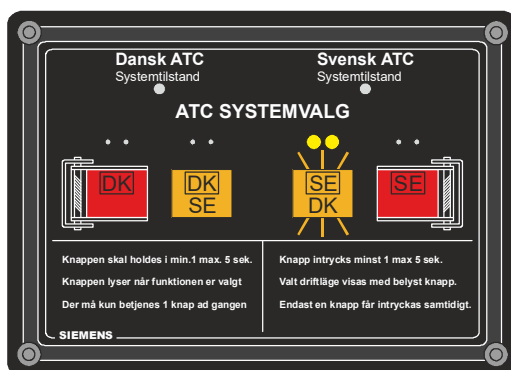 Dansk ATC
Systemtilstand
Svensk ATC
Systemtilstand
ATC SYSTEMVALG
DK
DK
SE
SE
DK
SE
Knappen skal holdes i min.1 max. 5 sek.
Knappen lyser når funktionen er valgt
Der må kun betjenes 1 knap ad gangen
Knapp intrycks minst 1 max 5 sek.
Valt driftläge visas med belyst knapp.
Endast en knapp får intryckas samtidigt.
SIEMENS